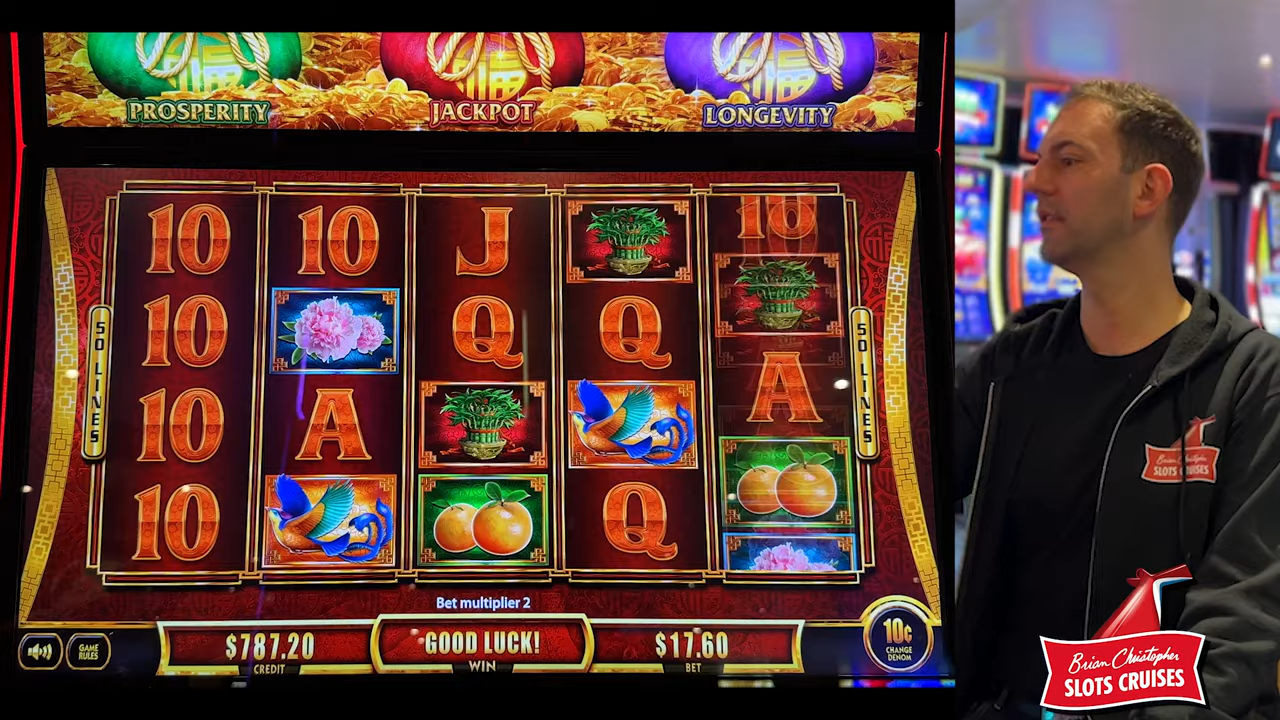 PROSPERITY
JACKPOT
LONGEVITY
10 10 J 10
10 Q Q
10 A A
10 Q
50 LINES
50 LINES
Bet multiplier 2
GAME RULES
$787.20
CREDIT
GOOD LUCK!
WIN
$17.60
BET
10¢
CHANGE
DENOM
Brian Christopher
SLOTS CRUISES
Brian Christopher
SLOTS CRUISES